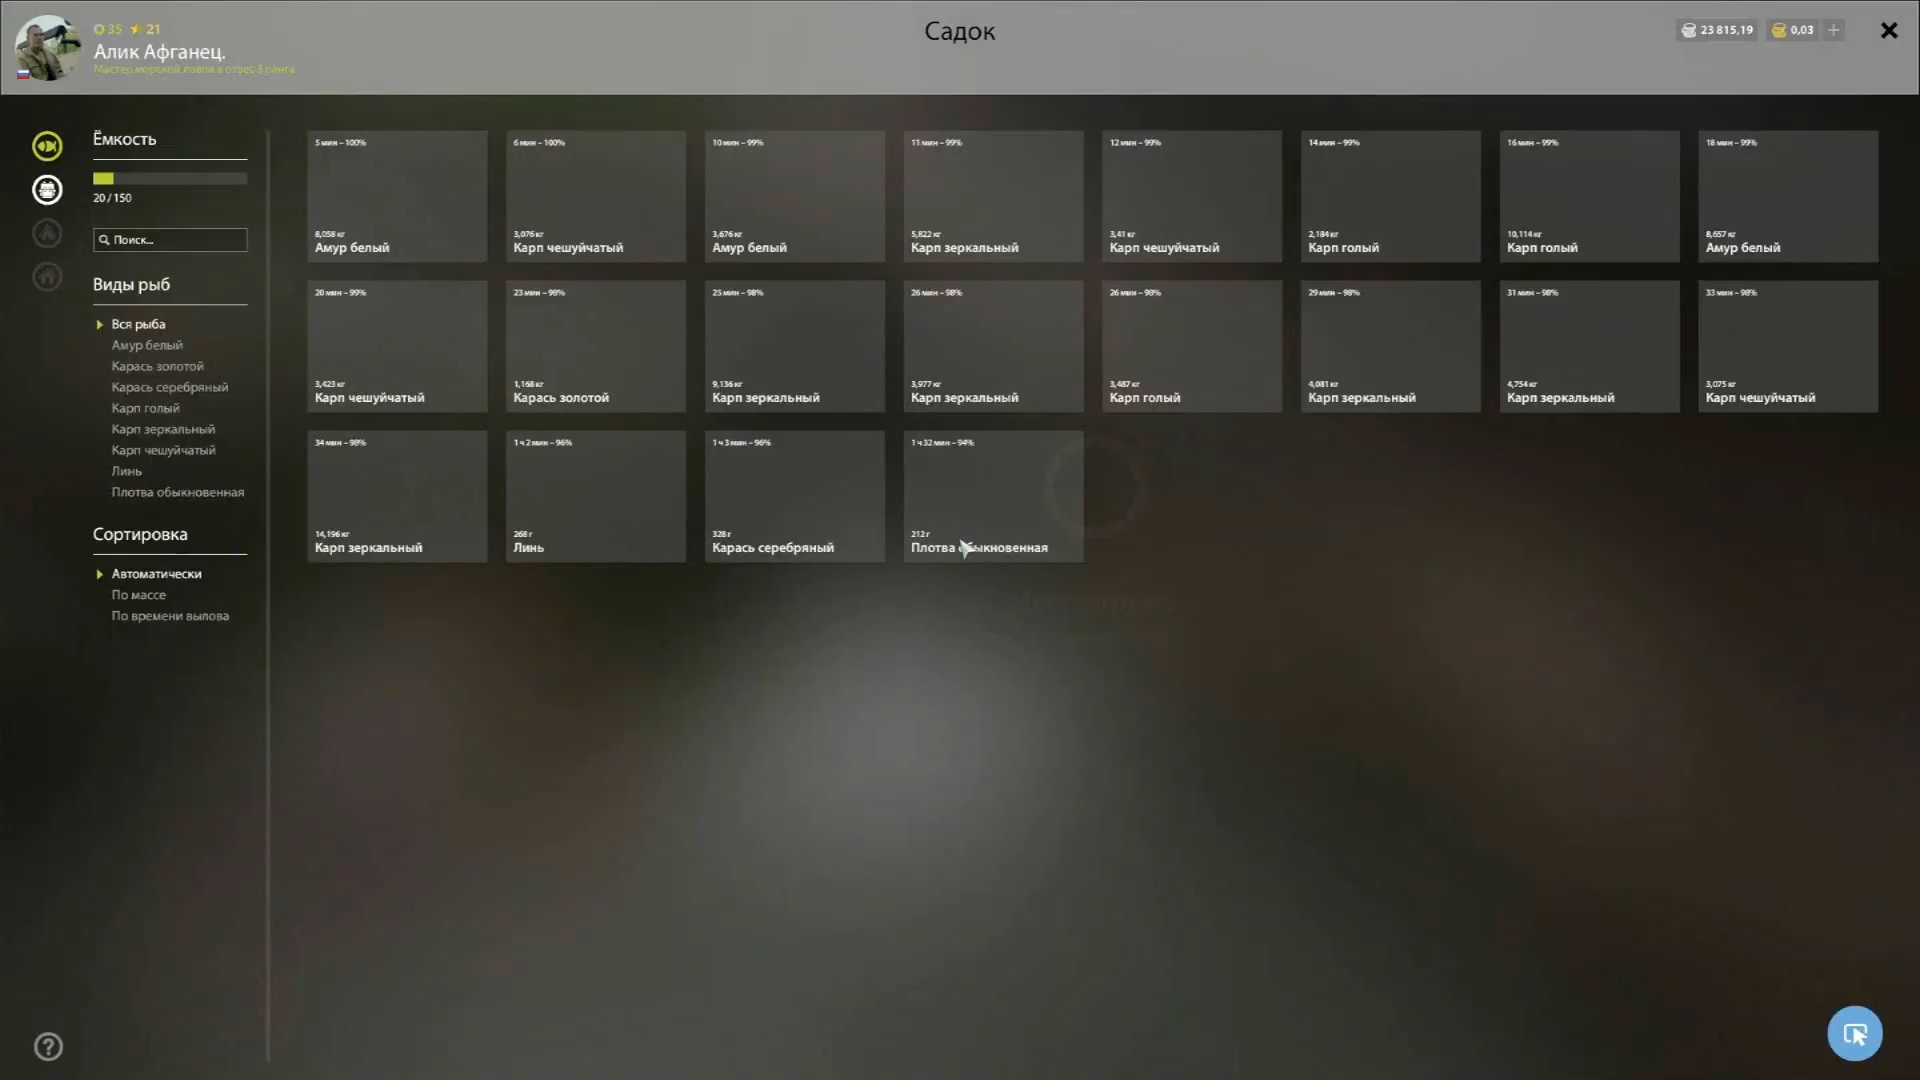 35 21
Садок
23 815,19
0,03
Алик Афганец.
Мастер морской ловли в отвес 3 ранга
Ёмкость
20 / 150
Поиск...
Виды рыб
Вся рыба
Амур белый
Карась золотой
Карась серебряный
Карп голый
Карп зеркальный
Карп чешуйчатый
Линь
Плотва обыкновенная
Сортировка
Автоматически
По массе
По времени вылова
5 мин – 100%
8,058 кг
Амур белый
6 мин – 100%
3,076 кг
Карп чешуйчатый
10 мин – 99%
3,676 кг
Амур белый
11 мин – 99%
5,822 кг
Карп зеркальный
12 мин – 99%
3,41 кг
Карп чешуйчатый
14 мин – 99%
2,184 кг
Карп голый
16 мин – 99%
10,114 кг
Карп голый
18 мин – 99%
8,657 кг
Амур белый
20 мин – 99%
3,423 кг
Карп чешуйчатый
23 мин – 98%
1,168 кг
Карась золотой
25 мин – 98%
9,136 кг
Карп зеркальный
26 мин – 98%
3,977 кг
Карп зеркальный
26 мин – 98%
3,487 кг
Карп голый
29 мин – 98%
4,081 кг
Карп зеркальный
31 мин – 98%
4,754 кг
Карп зеркальный
33 мин – 98%
3,075 кг
Карп чешуйчатый
34 мин – 98%
14,196 кг
Карп зеркальный
1 ч 2 мин – 96%
268 г
Линь
1 ч 3 мин – 96%
328 г
Карась серебряный
1 ч 32 мин – 94%
212 г
Плотва обыкновенная